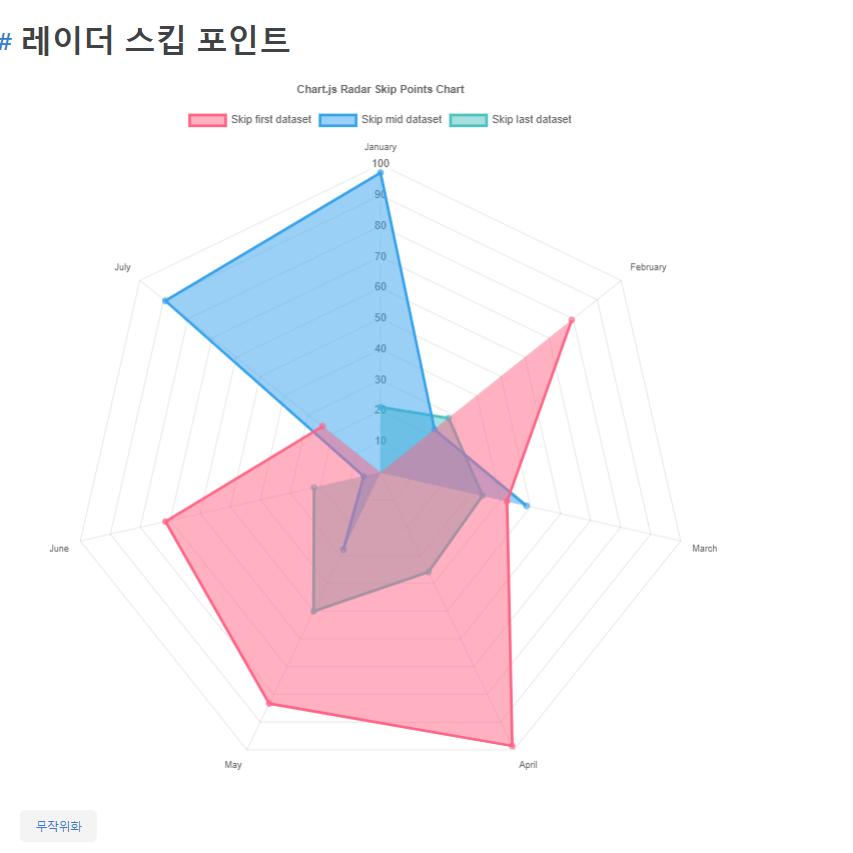 # 레이더 스킵 포인트
Chart.js Radar Skip Points Chart
Skip first dataset Skip mid dataset Skip last dataset
January
100
90
80
70
60
50
40
30
20
10
July
February
June
March
May
April
무작위화